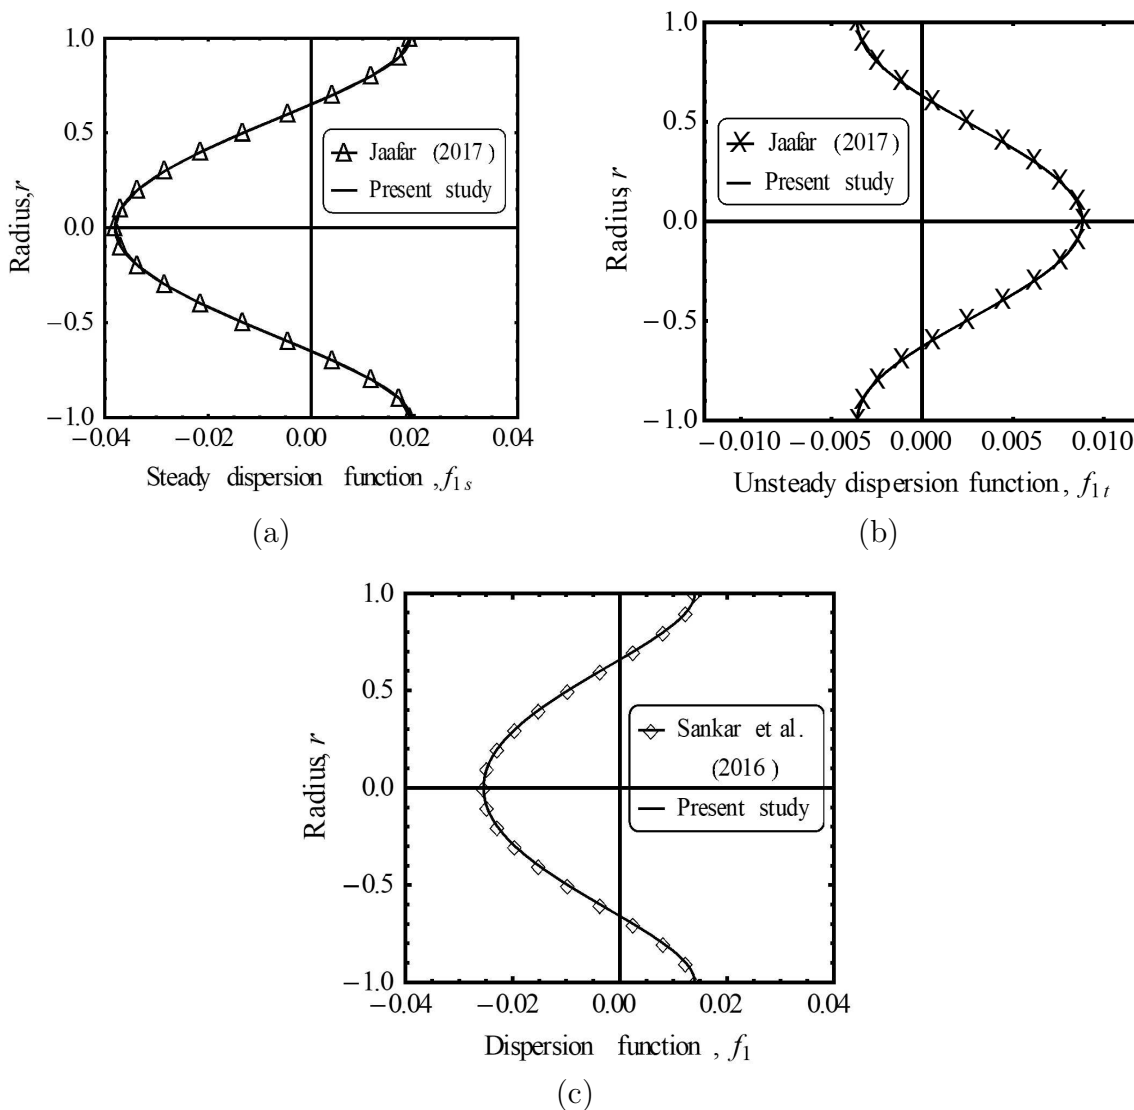 1.0
0.5
0.0
−0.5
−1.0
Radius, r
Jaafar (2017)
Present study
−0.04 −0.02 0.00 0.02 0.04
Steady dispersion function , f1s
(a)
1.0
0.5
0.0
−0.5
−1.0
Radius, r
Jaafar (2017)
Present study
−0.010 −0.005 0.000 0.005 0.010
Unsteady dispersion function , f1t
(b)
1.0
0.5
0.0
−0.5
−1.0
Radius, r
Sankar et al.
(2016)
Present study
−0.04 −0.02 0.00 0.02 0.04
Dispersion function , f1
(c)